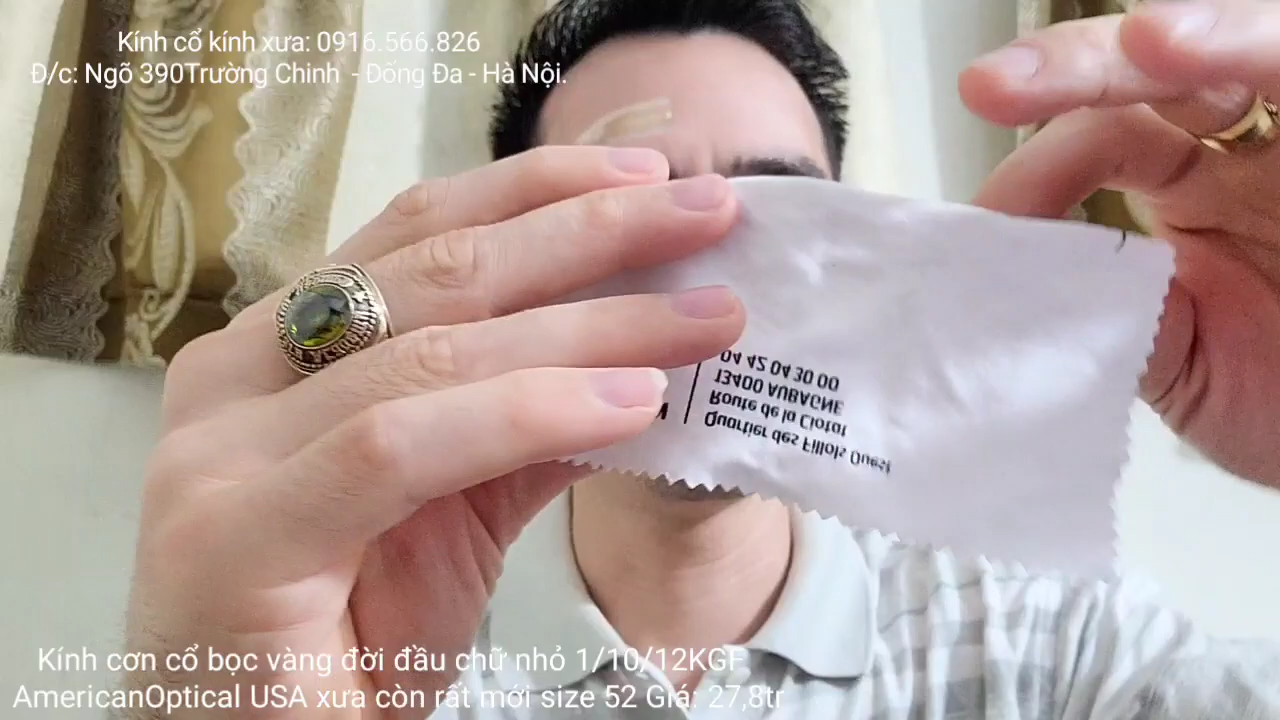 Kính cổ kính xưa: 0916.566.826
Đ/c: Ngõ 390Trường Chinh - Đống Đa - Hà Nội.
Quartier des Fillols Ouest
Route de la Ciotat
13400 AUBAGNE
04 42 04 30 00
Kính cơn cổ bọc vàng đời đầu chữ nhỏ 1/10/12KGF
AmericanOptical USA xưa còn rất mới size 52 Giá: 27,8tr